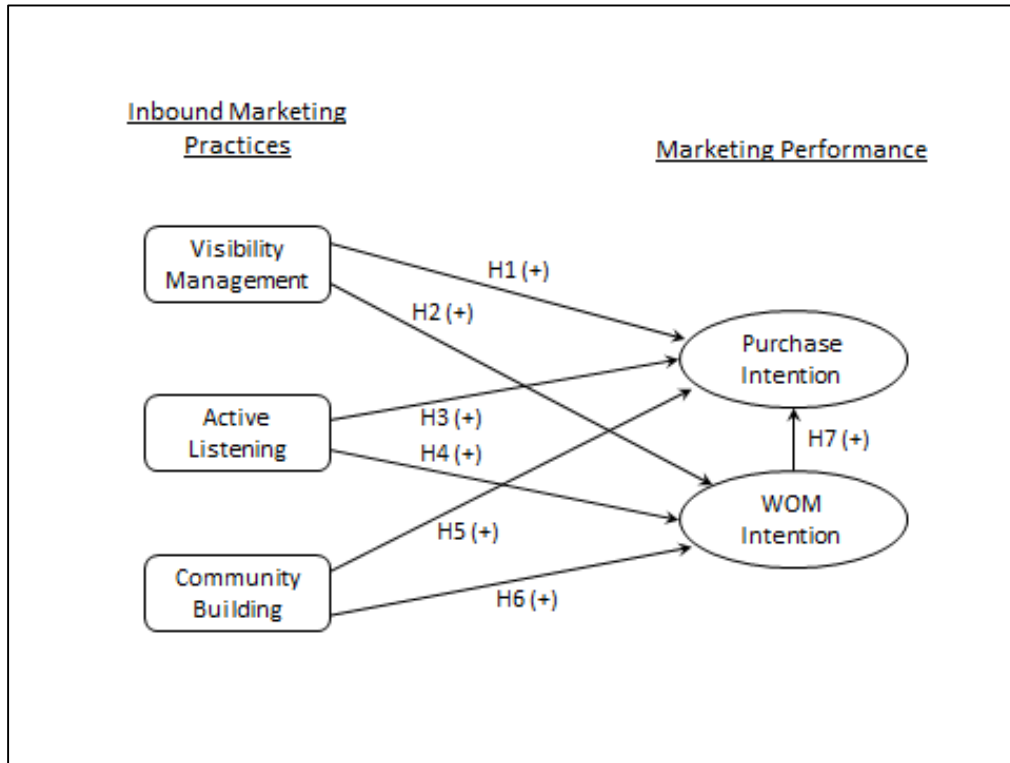 Inbound Marketing
Practices
Marketing Performance
Visibility
Management
H1 (+)
H2 (+)
Purchase
Intention
Active
Listening
H3 (+)
H4 (+)
H7 (+)
WOM
Intention
H5 (+)
Community
Building
H6 (+)